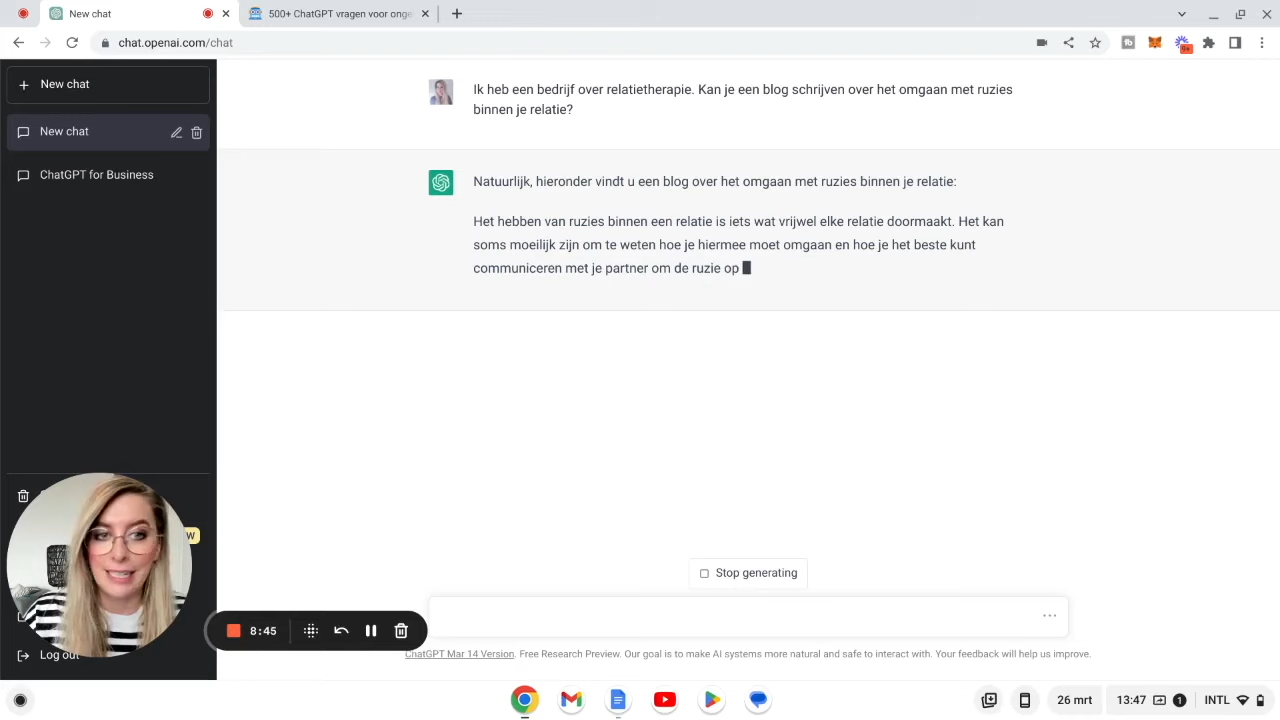 New chat
500+ ChatGPT vragen voor onge
chat.openai.com/chat
9+
New chat
New chat
ChatGPT for Business
Ik heb een bedrijf over relatietherapie. Kan je een blog schrijven over het omgaan met ruzies
binnen je relatie?
Natuurlijk, hieronder vindt u een blog over het omgaan met ruzies binnen je relatie:
Het hebben van ruzies binnen een relatie is iets wat vrijwel elke relatie doormaakt. Het kan
soms moeilijk zijn om te weten hoe je hiermee moet omgaan en hoe je het beste kunt
communiceren met je partner om de ruzie op
Stop generating
W
8:45
Log out
ChatGPT Mar 14 Version. Free Research Preview. Our goal is to make AI systems more natural and safe to interact with. Your feedback will help us improve.
26 mrt
13:47
1
INTL